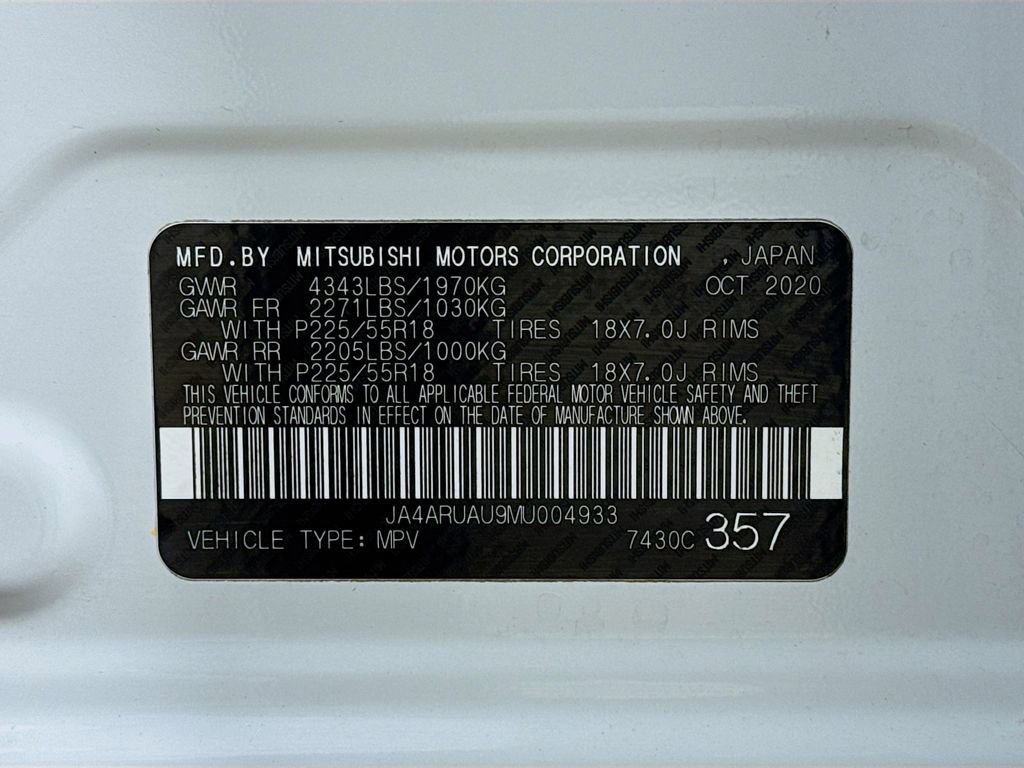 MFD.BY MITSUBISHI MOTORS CORPORATION , JAPAN
GVWR 4343LBS/1970KG OCT 2020
GAWR FR 2271LBS/1030KG
WITH P225/55R18 TIRES 18X7.0J RIMS
GAWR RR 2205LBS/1000KG
WITH P225/55R18 TIRES 18X7.0J RIMS
THIS VEHICLE CONFORMS TO ALL APPLICABLE FEDERAL MOTOR VEHICLE SAFETY AND THEFT
PREVENTION STANDARDS IN EFFECT ON THE DATE OF MANUFACTURE SHOWN ABOVE.
JA4ARUAU9MU004933
VEHICLE TYPE: MPV 7430C 357